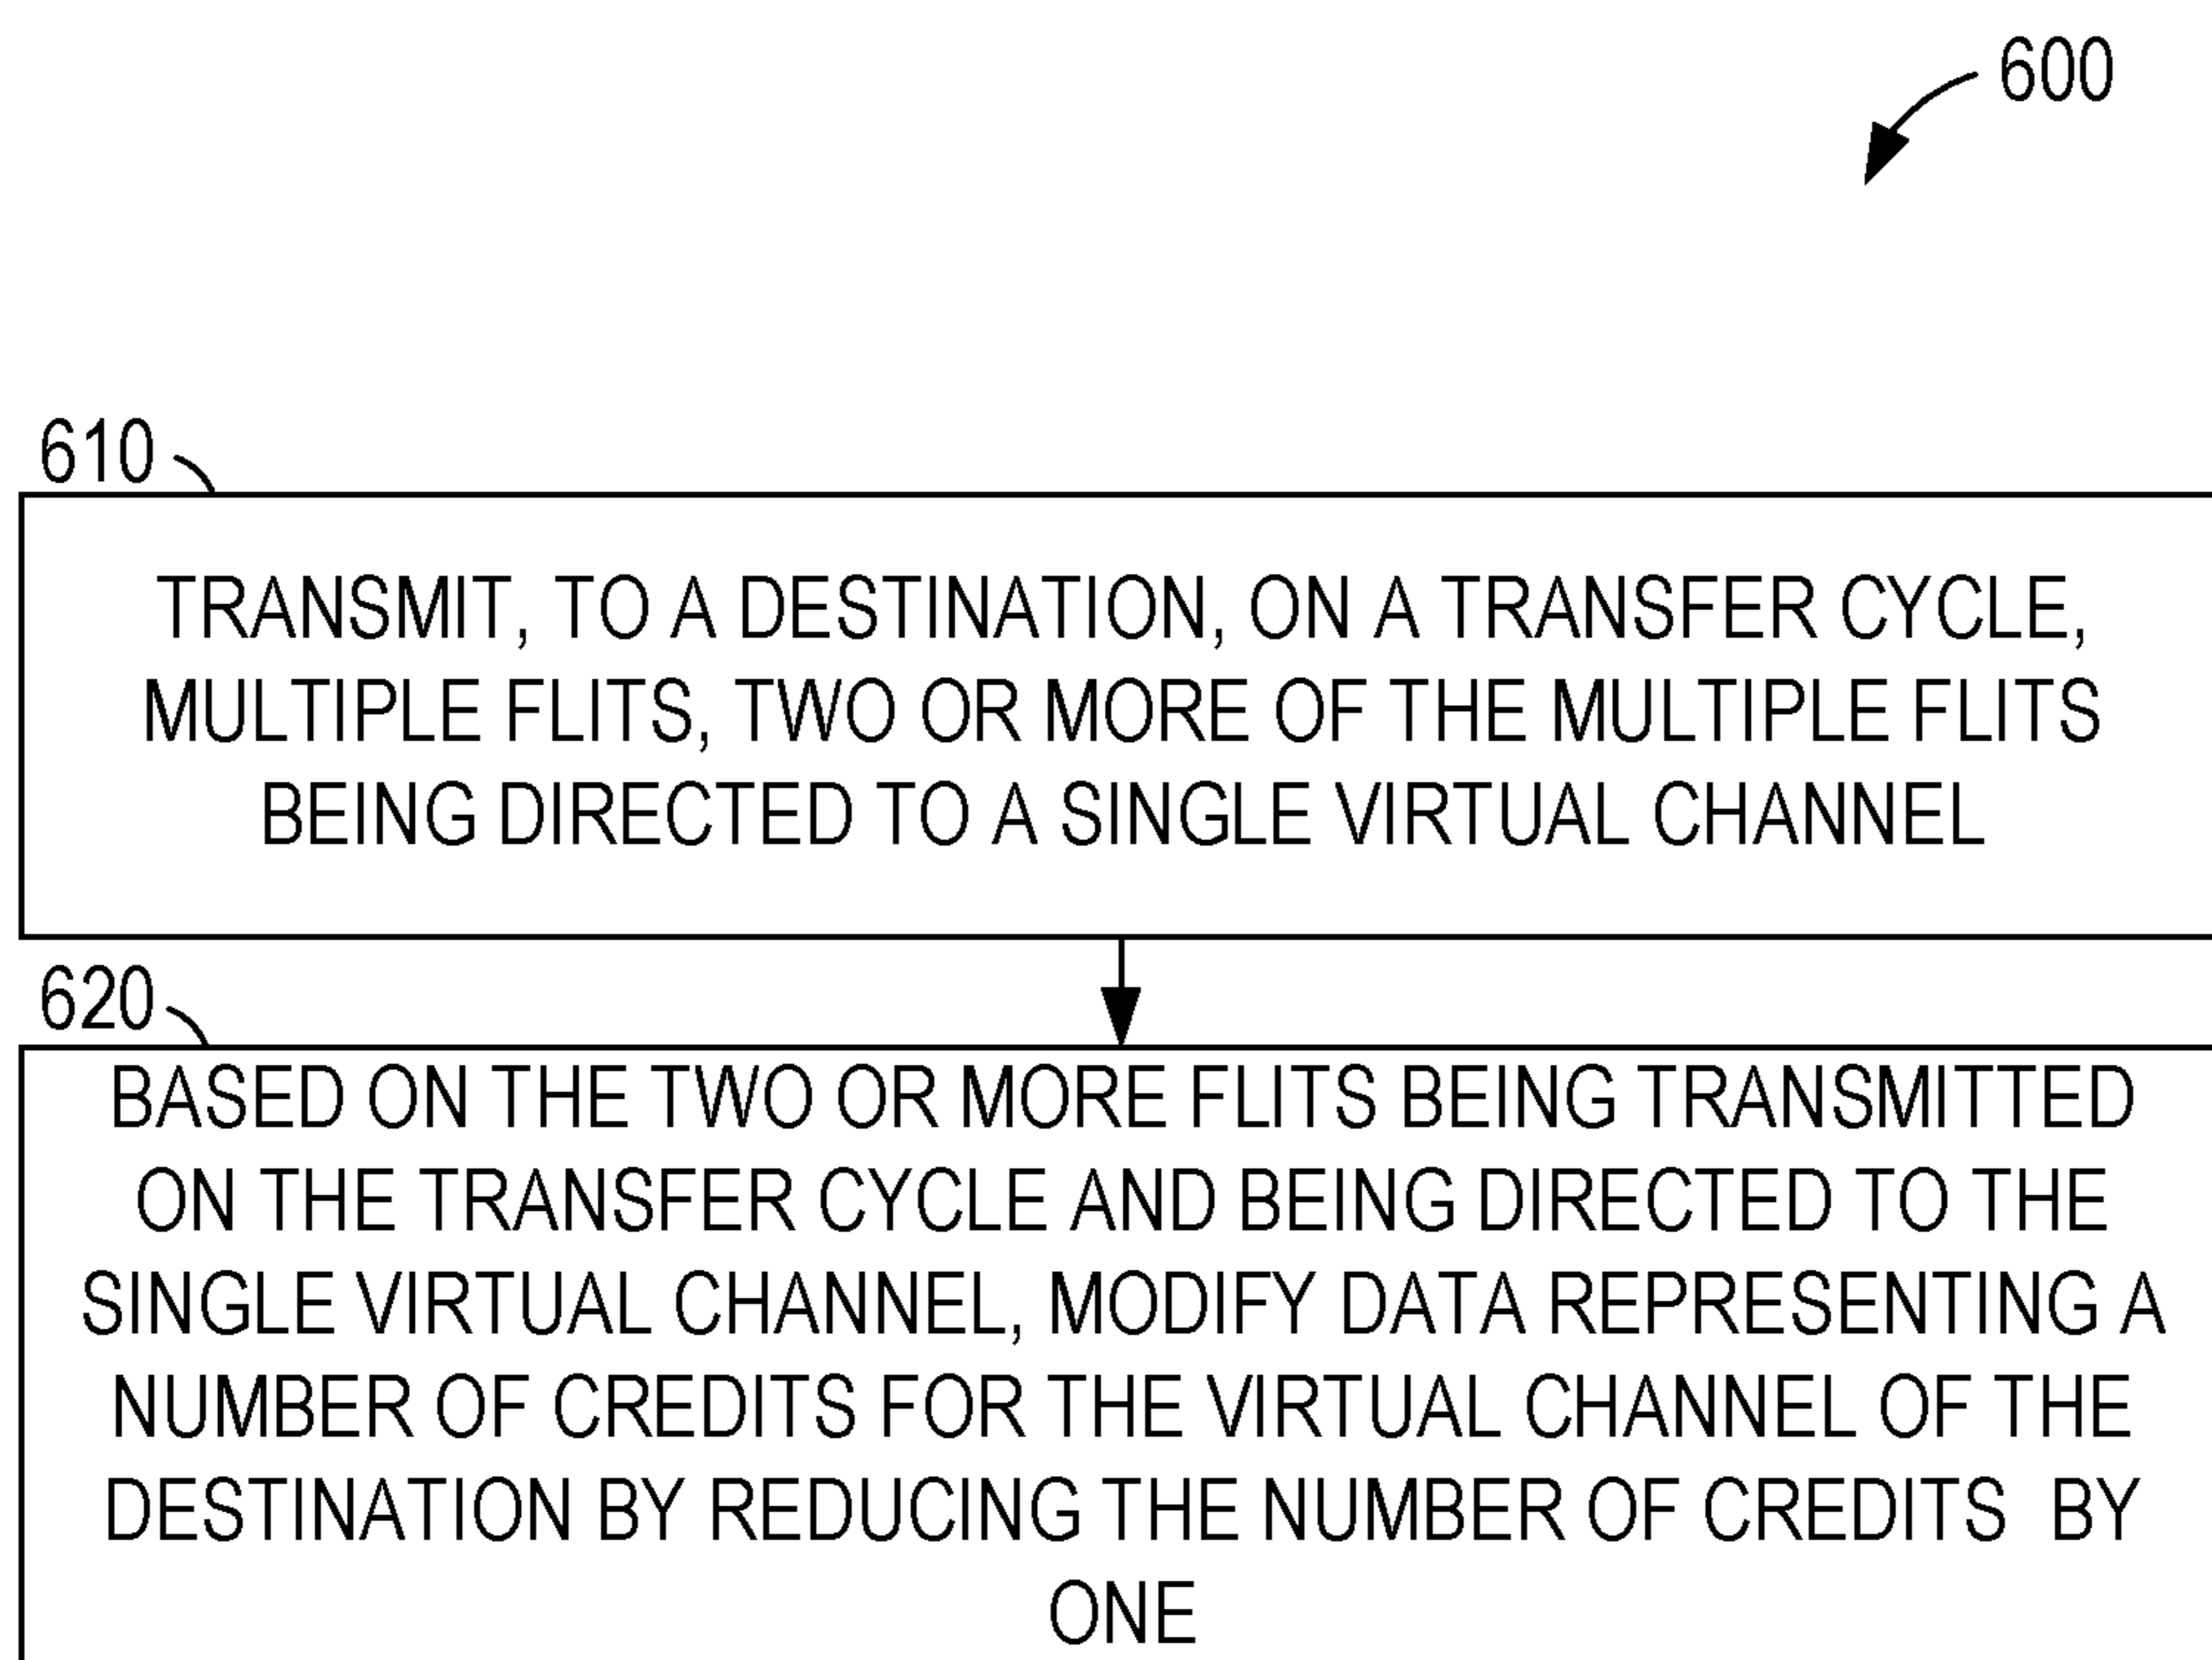 600
610
TRANSMIT, TO A DESTINATION, ON A TRANSFER CYCLE,
MULTIPLE FLITS, TWO OR MORE OF THE MULTIPLE FLITS
BEING DIRECTED TO A SINGLE VIRTUAL CHANNEL
620
BASED ON THE TWO OR MORE FLITS BEING TRANSMITTED
ON THE TRANSFER CYCLE AND BEING DIRECTED TO THE
SINGLE VIRTUAL CHANNEL, MODIFY DATA REPRESENTING A
NUMBER OF CREDITS FOR THE VIRTUAL CHANNEL OF THE
DESTINATION BY REDUCING THE NUMBER OF CREDITS BY
ONE